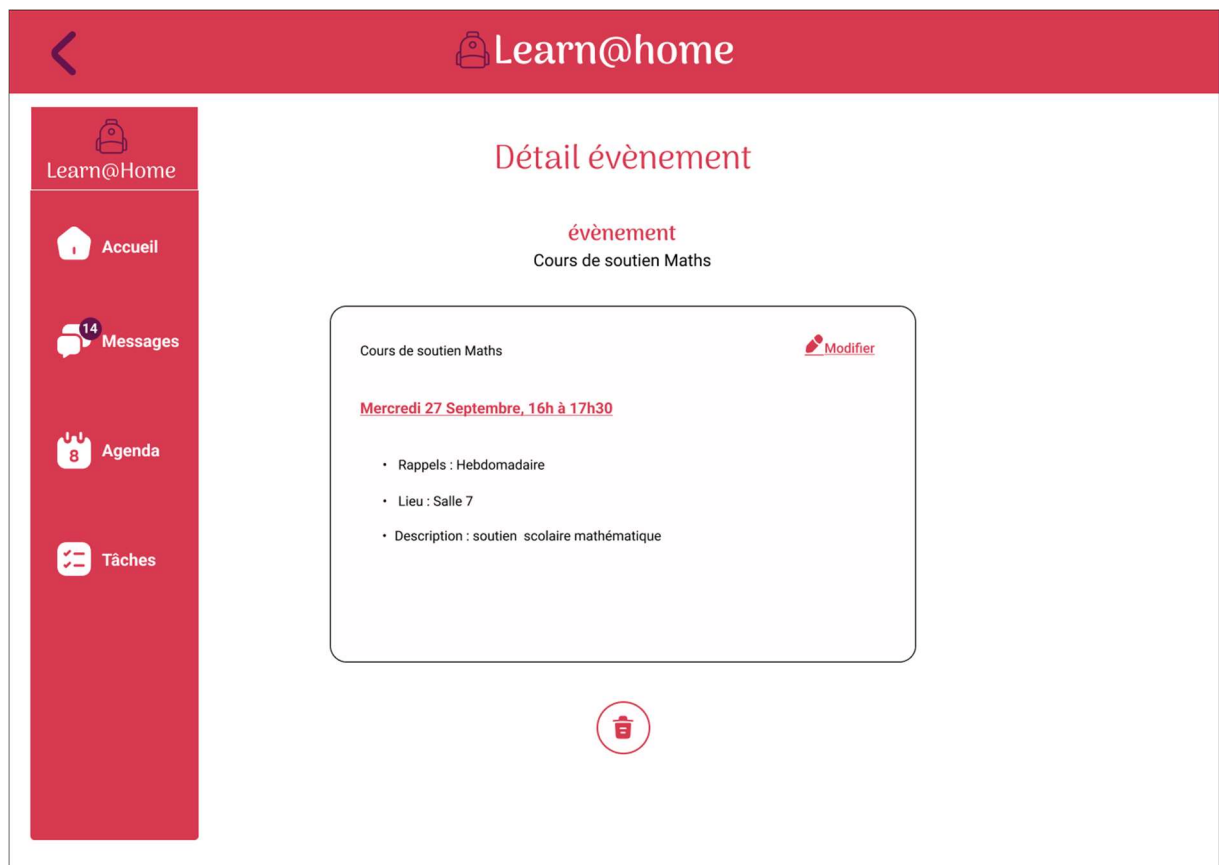 Learn@home
Learn@Home
Accueil
14
Messages
8
Agenda
Tâches
Détail évènement
évènement
Cours de soutien Maths
Cours de soutien Maths
Modifier
Mercredi 27 Septembre, 16h à 17h30
• Rappels : Hebdomadaire
• Lieu : Salle 7
• Description : soutien scolaire mathématique